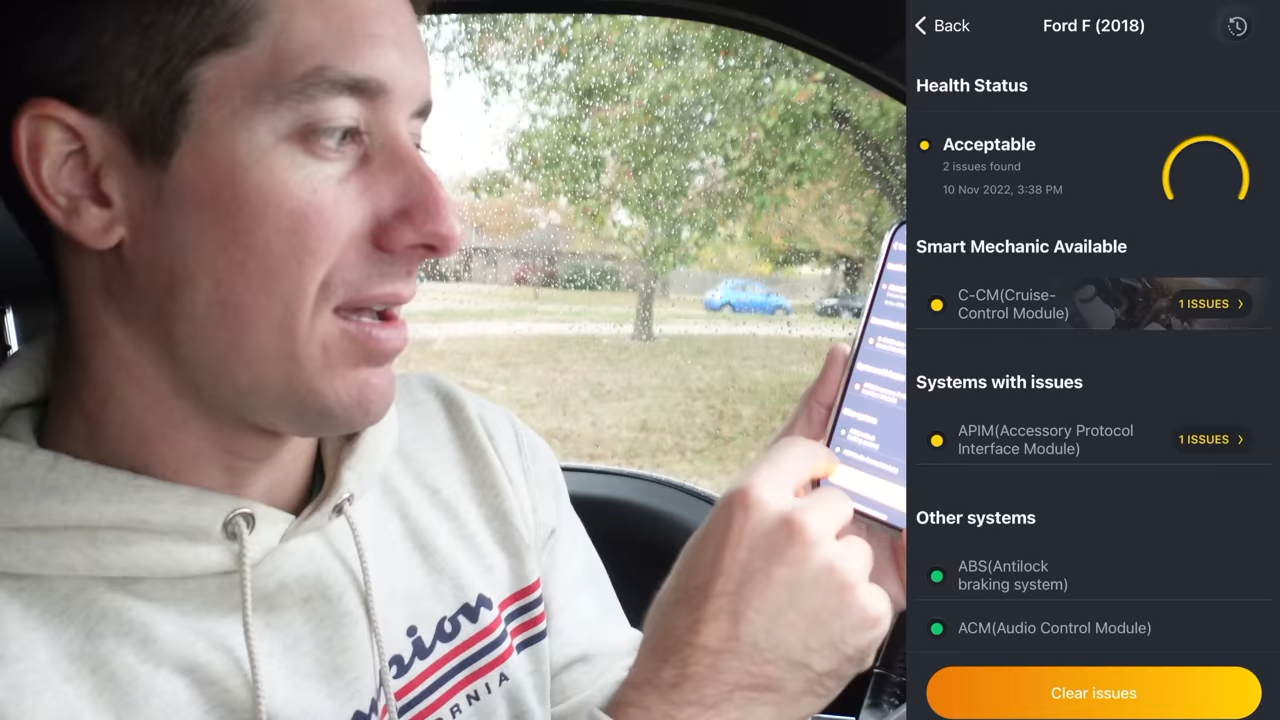 Back
Ford F (2018)
Health Status
Acceptable
2 issues found
10 Nov 2022, 3:38 PM
Smart Mechanic Available
C-CM(Cruise-
Control Module)
1 ISSUES
Systems with issues
APIM(Accessory Protocol
Interface Module)
1 ISSUES
Other systems
ABS(Antilock
braking system)
ACM(Audio Control Module)
Clear issues